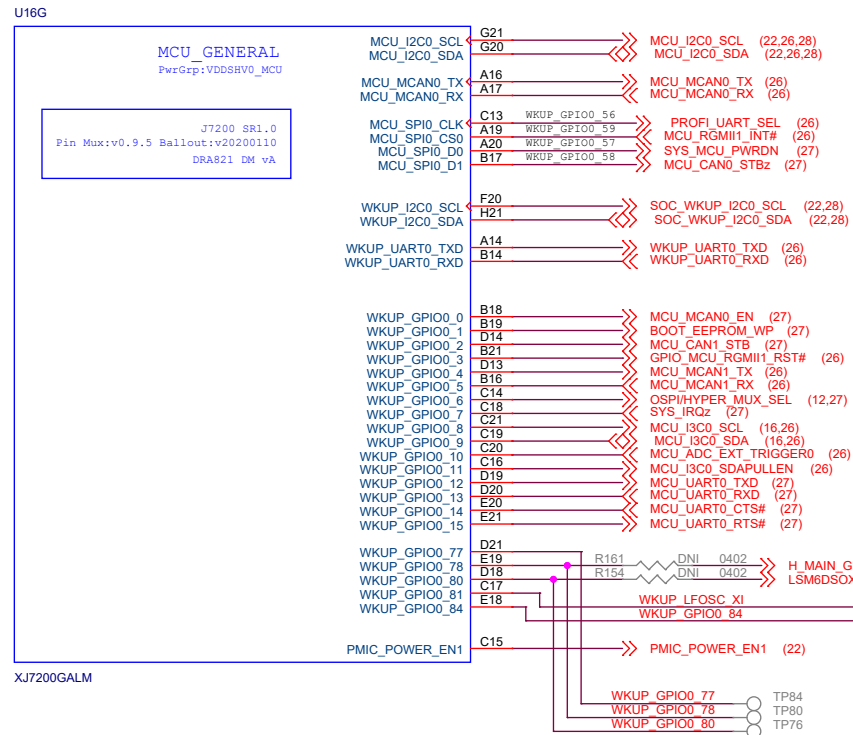 U16G
MCU_GENERAL
PwrGrp:VDDSHV0_MCU
J7200 SR1.0
Pin Mux:v0.9.5 Ballout:v20200110
DRA821 DM vA
MCU_I2C0_SCL G21 MCU_I2C0_SCL (22,26,28)
MCU_I2C0_SDA G20 MCU_I2C0_SDA (22,26,28)
MCU_MCAN0_TX A16 MCU_MCAN0_TX (26)
MCU_MCAN0_RX A17 MCU_MCAN0_RX (26)
MCU_SPI0_CLK C13 WKUP_GPIO0_56 PROFI_UART_SEL (26)
MCU_SPI0_CS0 A19 WKUP_GPIO0_59 MCU_RGMII1_INT# (26)
MCU_SPI0_D0 A20 WKUP_GPIO0_57 SYS_MCU_PWRDN (27)
MCU_SPI0_D1 B17 WKUP_GPIO0_58 MCU_CAN0_STBz (27)
WKUP_I2C0_SCL F20 SOC_WKUP_I2C0_SCL (22,28)
WKUP_I2C0_SDA H21 SOC_WKUP_I2C0_SDA (22,28)
WKUP_UART0_TXD A14 WKUP_UART0_TXD (26)
WKUP_UART0_RXD B14 WKUP_UART0_RXD (26)
WKUP_GPIO0_0 B18 MCU_MCAN0_EN (27)
WKUP_GPIO0_1 B19 BOOT_EEPROM_WP (27)
WKUP_GPIO0_2 D14 MCU_CAN1_STB (27)
WKUP_GPIO0_3 B21 GPIO_MCU_RGMII1_RST# (26)
WKUP_GPIO0_4 D13 MCU_MCAN1_TX (26)
WKUP_GPIO0_5 B16 MCU_MCAN1_RX (26)
WKUP_GPIO0_6 C14 OSPI/HYPER_MUX_SEL (12,27)
WKUP_GPIO0_7 C18 SYS_IRQz (27)
WKUP_GPIO0_8 C21 MCU_I3C0_SCL (16,26)
WKUP_GPIO0_9 C19 MCU_I3C0_SDA (16,26)
WKUP_GPIO0_10 C20 MCU_ADC_EXT_TRIGGER0 (26)
WKUP_GPIO0_11 C16 MCU_I3C0_SDAPULLEN (26)
WKUP_GPIO0_12 D19 MCU_UART0_TXD (27)
WKUP_GPIO0_13 D20 MCU_UART0_RXD (27)
WKUP_GPIO0_14 E20 MCU_UART0_CTS# (27)
WKUP_GPIO0_15 E21 MCU_UART0_RTS# (27)
WKUP_GPIO0_77 D21
WKUP_GPIO0_78 E19 R161 DNI 0402 H_MAIN_G
WKUP_GPIO0_80 D18 R154 DNI 0402 LSM6DSOX
WKUP_GPIO0_81 C17 WKUP_LFOSC_XI
WKUP_GPIO0_84 E18 WKUP_GPIO0_84
PMIC_POWER_EN1 C15 PMIC_POWER_EN1 (22)
XJ7200GALM
WKUP_GPIO0_77 TP84
WKUP_GPIO0_78 TP80
WKUP_GPIO0_80 TP76